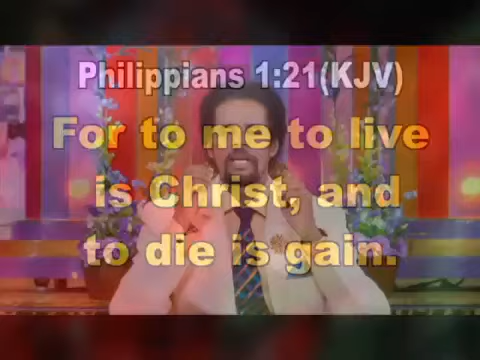 Philippians 1:21(KJV)
For to me to live
is Christ, and
to die is gain.